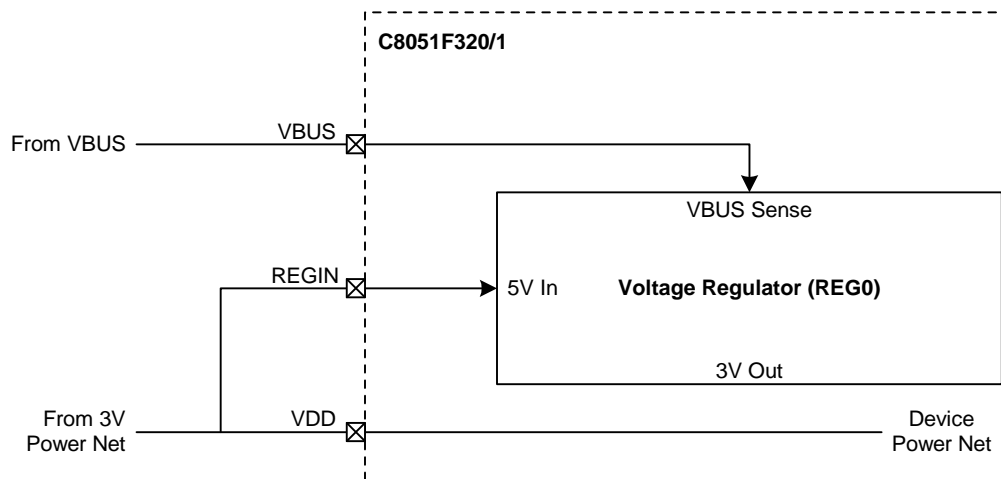 C8051F320/1
From VBUS
VBUS
VBUS Sense
REGIN
5V In
Voltage Regulator (REG0)
3V Out
From 3V
Power Net
VDD
Device
Power Net